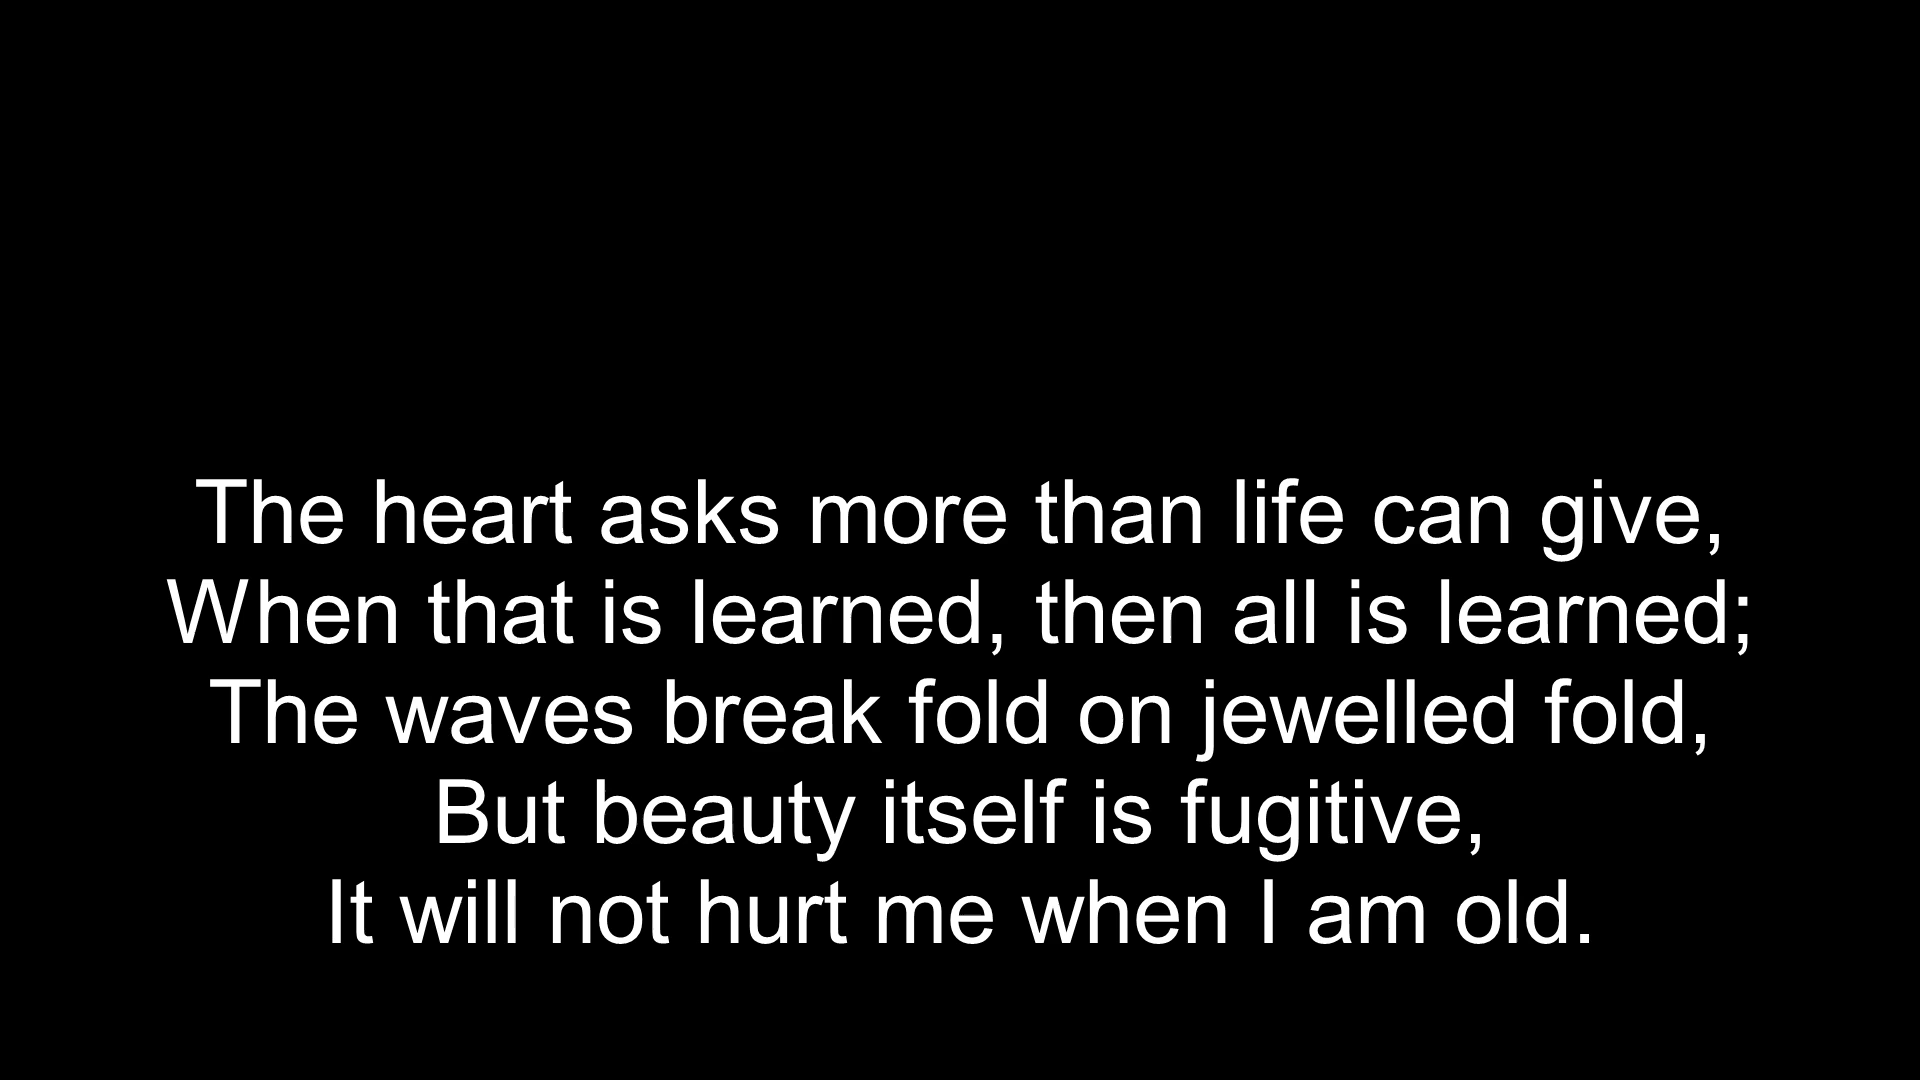 The heart asks more than life can give,
When that is learned, then all is learned;
The waves break fold on jewelled fold,
But beauty itself is fugitive,
It will not hurt me when I am old.